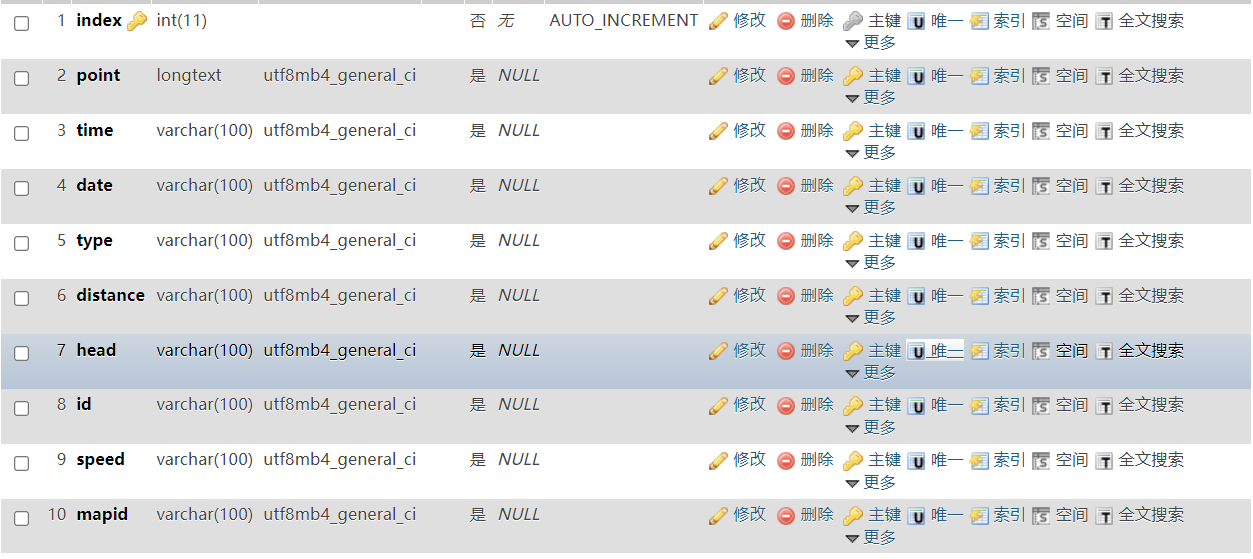 1 index int(11) 否 无 AUTO_INCREMENT 修改 删除 主键 唯一 索引 空间 全文搜索
更多
2 point longtext utf8mb4_general_ci 是 NULL 修改 删除 主键 唯一 索引 空间 全文搜索
更多
3 time varchar(100) utf8mb4_general_ci 是 NULL 修改 删除 主键 唯一 索引 空间 全文搜索
更多
4 date varchar(100) utf8mb4_general_ci 是 NULL 修改 删除 主键 唯一 索引 空间 全文搜索
更多
5 type varchar(100) utf8mb4_general_ci 是 NULL 修改 删除 主键 唯一 索引 空间 全文搜索
更多
6 distance varchar(100) utf8mb4_general_ci 是 NULL 修改 删除 主键 唯一 索引 空间 全文搜索
更多
7 head varchar(100) utf8mb4_general_ci 是 NULL 修改 删除 主键 唯一 索引 空间 全文搜索
更多
8 id varchar(100) utf8mb4_general_ci 是 NULL 修改 删除 主键 唯一 索引 空间 全文搜索
更多
9 speed varchar(100) utf8mb4_general_ci 是 NULL 修改 删除 主键 唯一 索引 空间 全文搜索
更多
10 mapid varchar(100) utf8mb4_general_ci 是 NULL 修改 删除 主键 唯一 索引 空间 全文搜索
更多